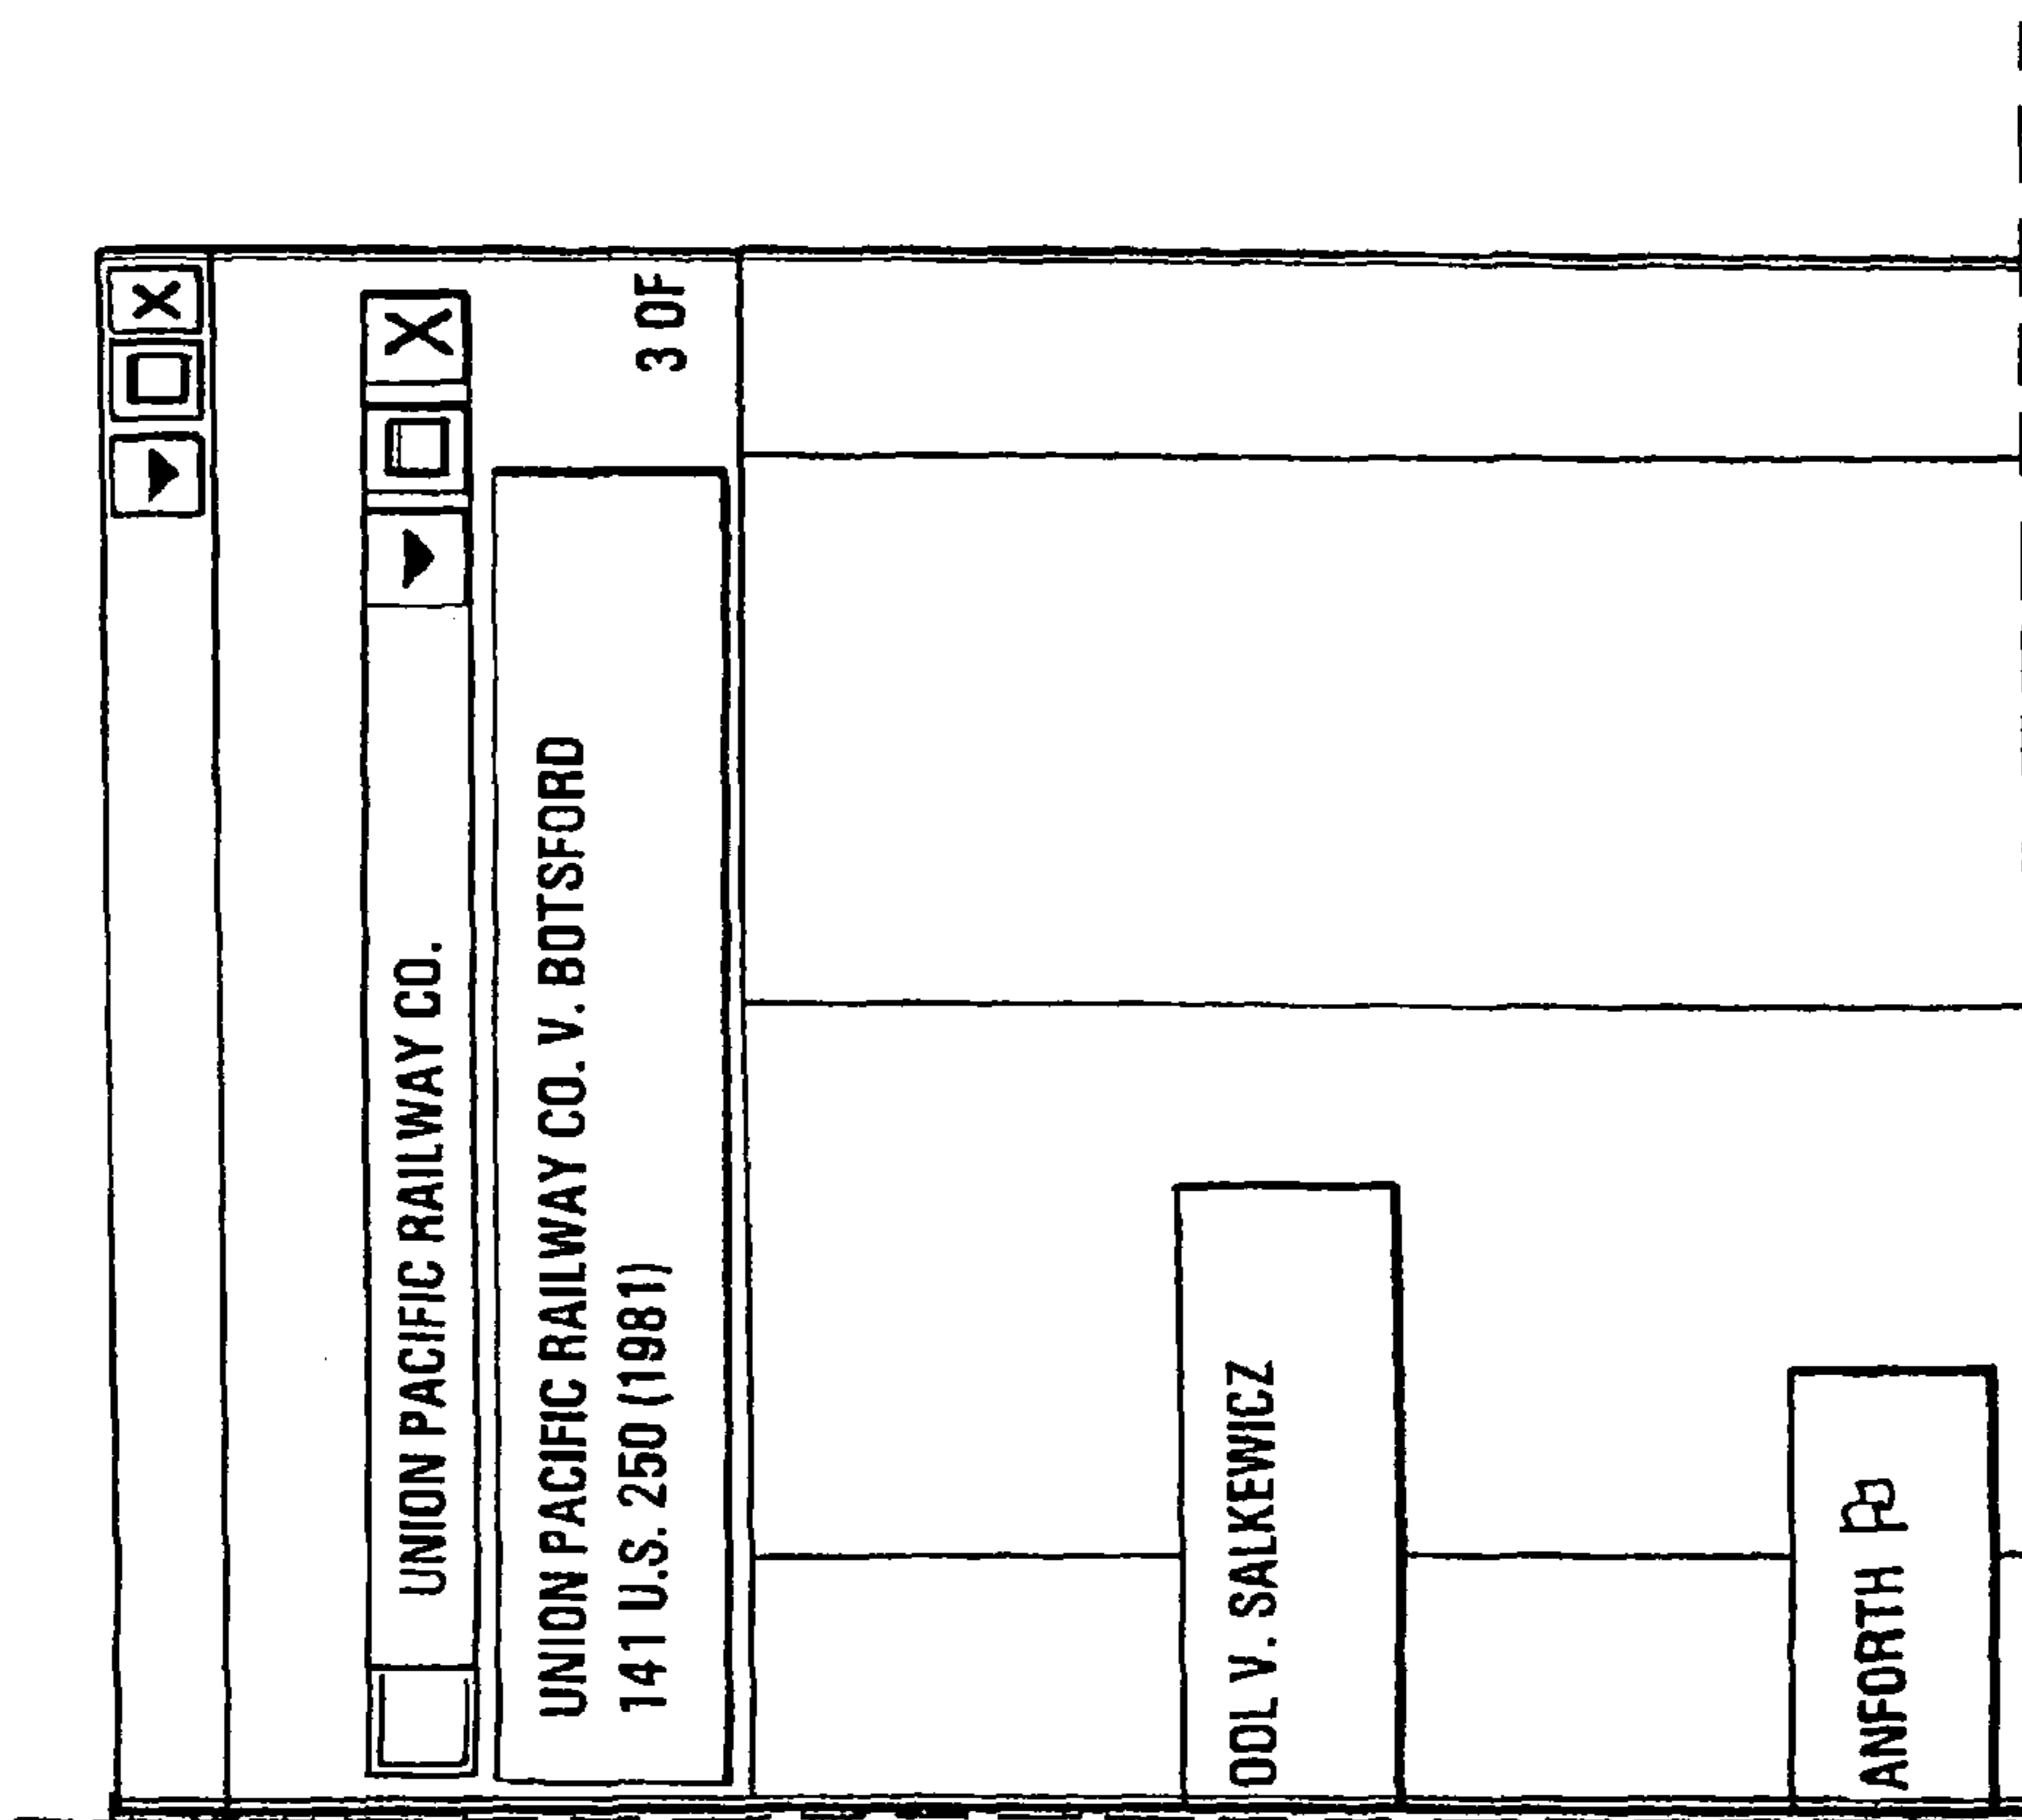 UNION PACIFIC RAILWAY CO.
UNION PACIFIC RAILWAY CO. V. BOTSFORD
141 U.S. 250 (1981)
3 OF
OOL V. SALKEWICZ
ANFORTH